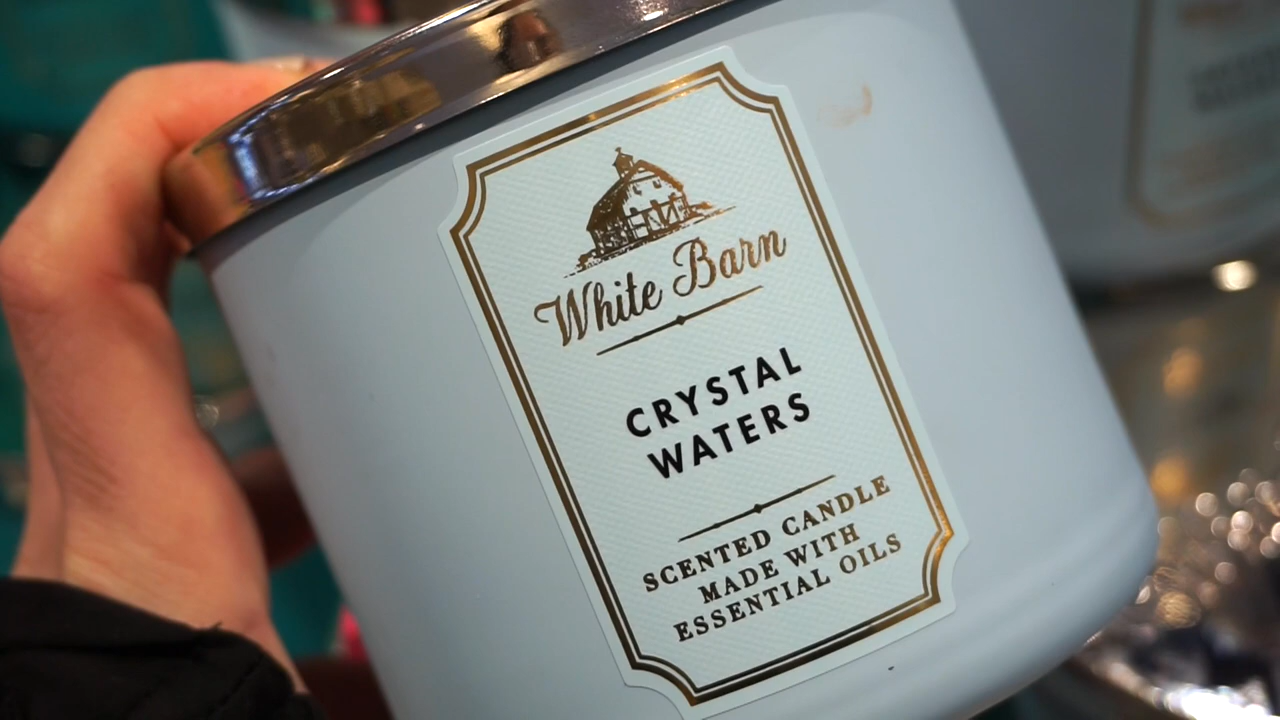 White Barn
CRYSTAL
WATERS
SCENTED CANDLE
MADE WITH
ESSENTIAL OILS